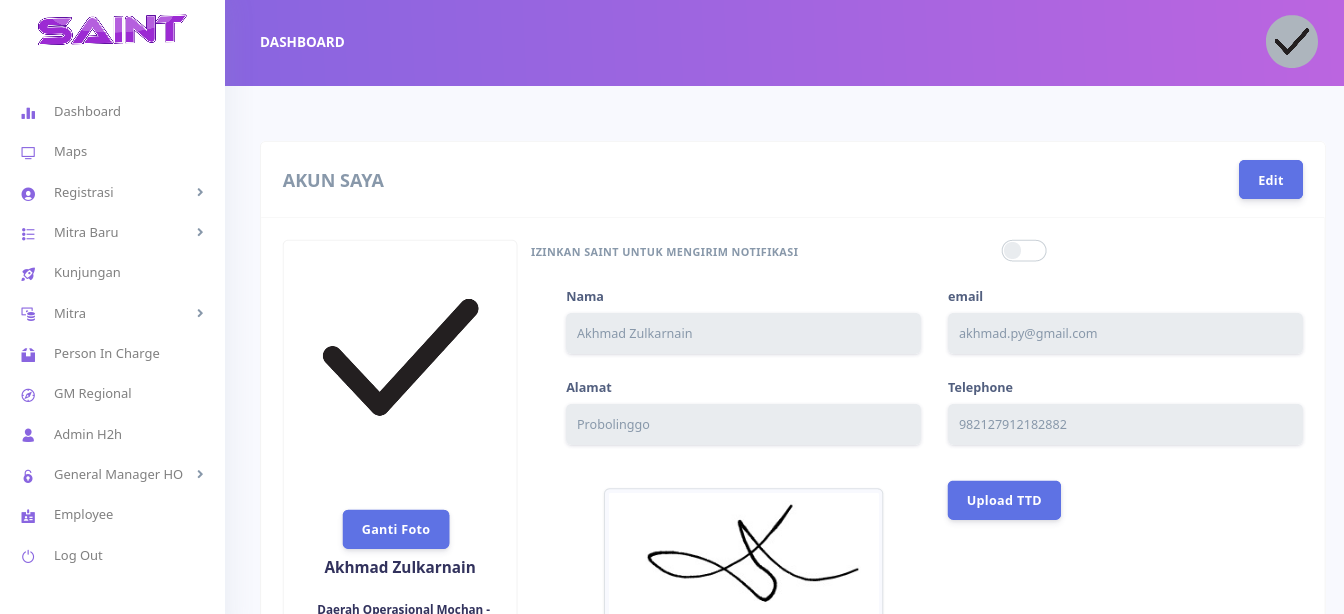 SAINT
DASHBOARD
Dashboard
Maps
Registrasi
Mitra Baru
Kunjungan
Mitra
Person In Charge
GM Regional
Admin H2h
General Manager HO
Employee
Log Out
AKUN SAYA
Edit
IZINKAN SAINT UNTUK MENGIRIM NOTIFIKASI
Nama
email
Akhmad Zulkarnain
akhmad.py@gmail.com
Alamat
Telephone
Probolinggo
982127912182882
Upload TTD
Ganti Foto
Akhmad Zulkarnain
Daerah Operasional Mochan -